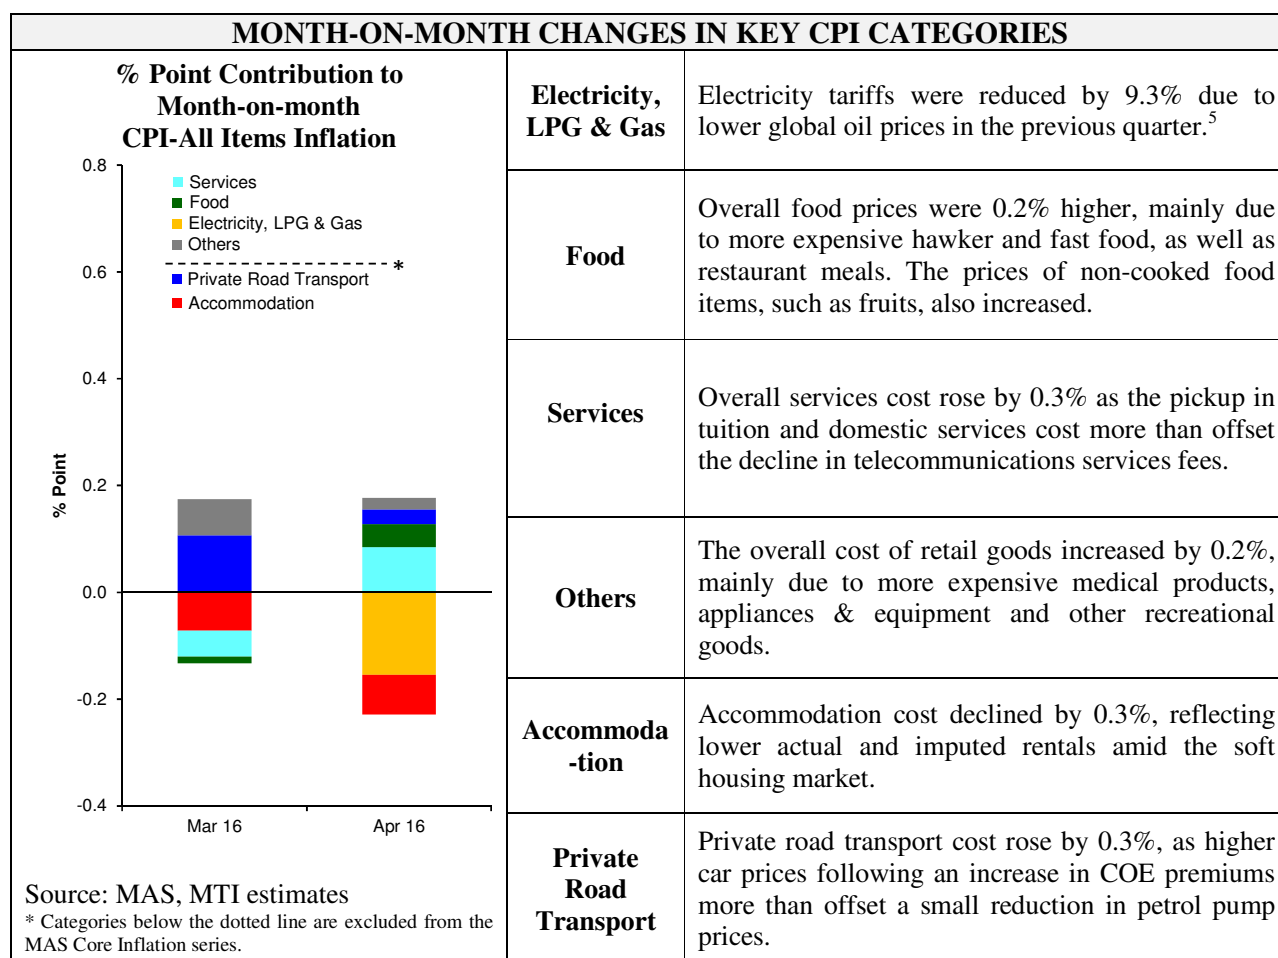 MONTH-ON-MONTH CHANGES IN KEY CPI CATEGORIES
% Point Contribution to
Month-on-month
CPI-All Items Inflation
0.8
0.6
0.4
0.2
0.0
-0.2
-0.4
% Point
Services
Food
Electricity, LPG & Gas
Others
*
Private Road Transport
Accommodation
Mar 16
Apr 16
Source: MAS, MTI estimates
* Categories below the dotted line are excluded from the
MAS Core Inflation series.
Electricity,
LPG & Gas
Electricity tariffs were reduced by 9.3% due to
lower global oil prices in the previous quarter.5
Food
Overall food prices were 0.2% higher, mainly due
to more expensive hawker and fast food, as well as
restaurant meals. The prices of non-cooked food
items, such as fruits, also increased.
Services
Overall services cost rose by 0.3% as the pickup in
tuition and domestic services cost more than offset
the decline in telecommunications services fees.
Others
The overall cost of retail goods increased by 0.2%,
mainly due to more expensive medical products,
appliances & equipment and other recreational
goods.
Accommoda
-tion
Accommodation cost declined by 0.3%, reflecting
lower actual and imputed rentals amid the soft
housing market.
Private
Road
Transport
Private road transport cost rose by 0.3%, as higher
car prices following an increase in COE premiums
more than offset a small reduction in petrol pump
prices.